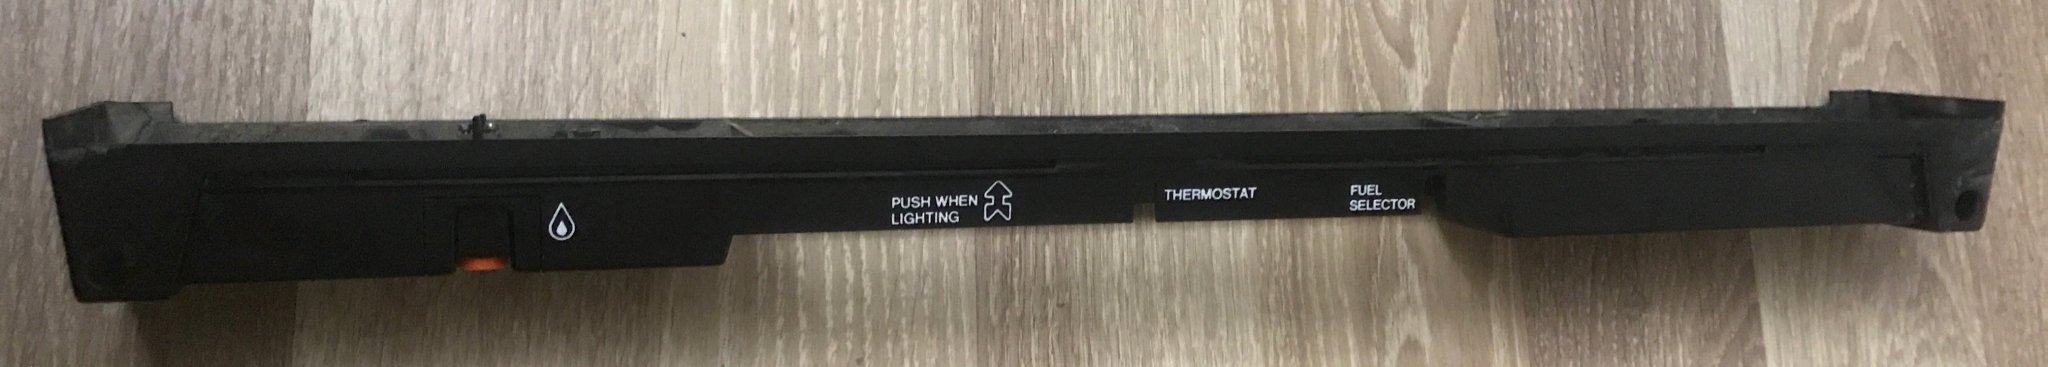 PUSH WHEN
LIGHTING
THERMOSTAT
FUEL
SELECTOR